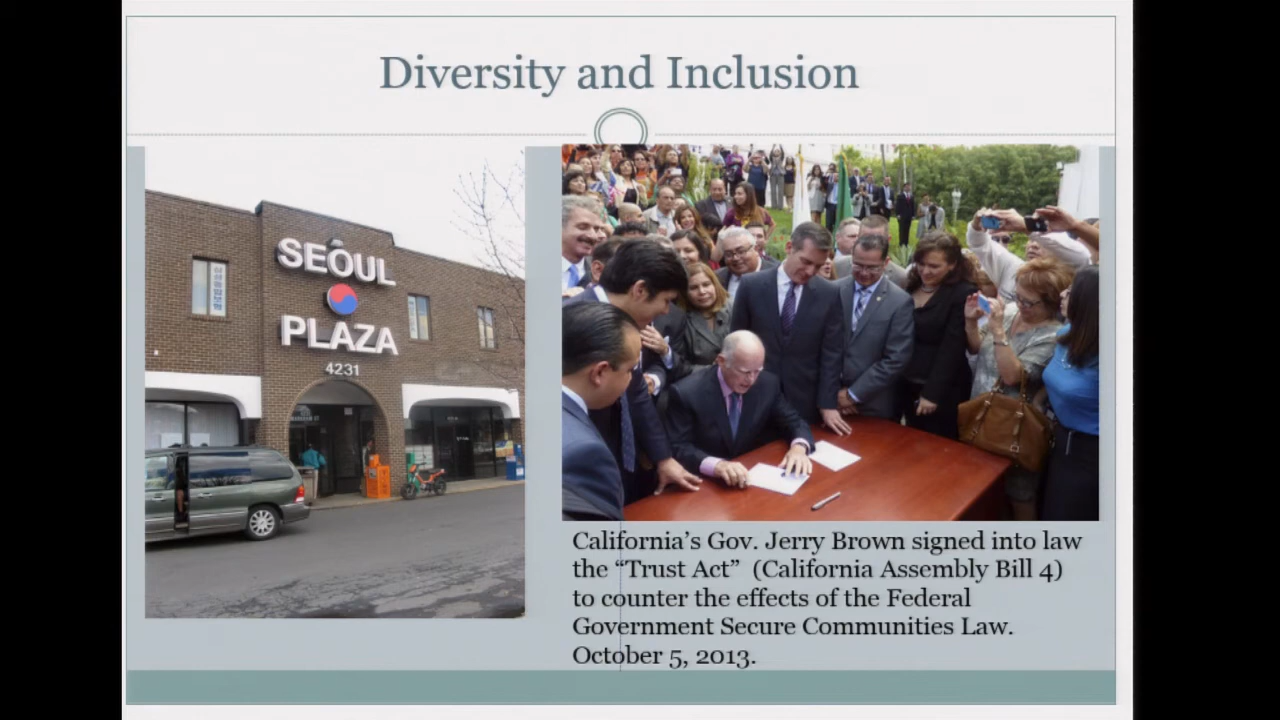 Diversity and Inclusion
SEOUL
PLAZA
4231
California’s Gov. Jerry Brown signed into law
the “Trust Act”  (California Assembly Bill 4)
to counter the effects of the Federal
Government Secure Communities Law.
October 5, 2013.